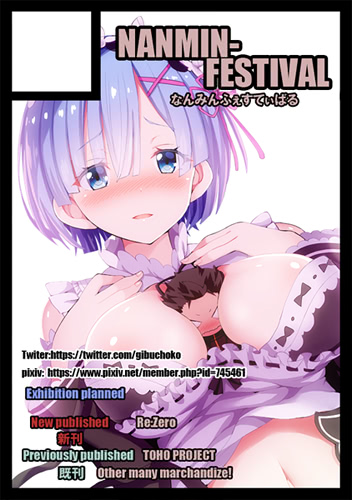 NANMIN-
FESTIVAL
なんみんふぇすてぃばる
Twiter:https://twitter.com/gibuchoko
pixiv: https://www.pixiv.net/member.php?id=745461
Exhibition planned
New published Re:Zero
新刊
Previously published TOHO PROJECT
既刊 Other many marchandize!